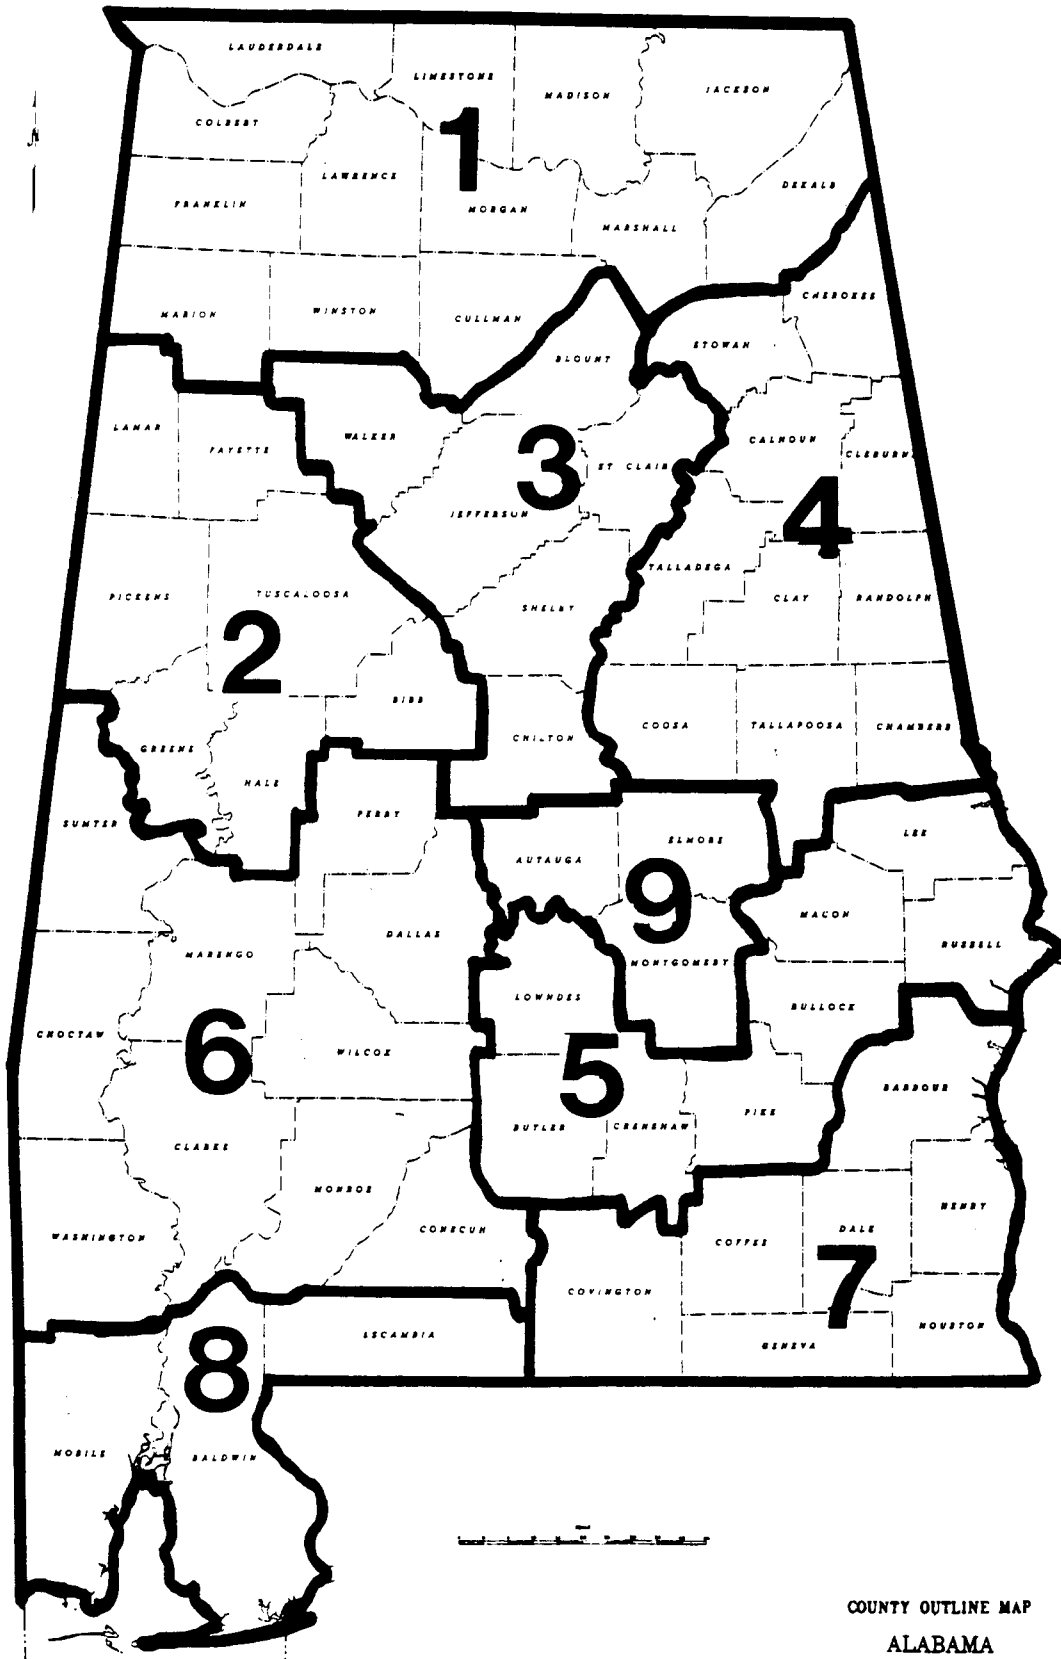 LAUDERDALE
LIMESTONE
MADISON
JACKSON
COLBERT
1
LAWRENCE
DEKALB
FRANKLIN
MORGAN
MARSHALL
CHEROKEE
MARION
WINSTON
CULLMAN
ETOWAH
BLOUNT
LAMAR
WALKER
CALHOUN
FAYETTE
3
ST CLAIR
CLEBURNE
JEFFERSON
4
TALLADEGA
PICKENS
TUSCALOOSA
SHELBY
CLAY
RANDOLPH
2
BIBB
COOSA
TALLAPOOSA
CHAMBERS
GREENE
CHILTON
HALE
SUMTER
PERRY
ELMORE
LEE
AUTAUGA
9
MACON
DALLAS
RUSSELL
MARENGO
MONTGOMERY
LOWNDES
BULLOCK
CHOCTAW
6
WILCOX
5
BARBOUR
BUTLER
CRENSHAW
PIKE
CLARKE
MONROE
HENRY
WASHINGTON
CONECUH
COFFEE
DALE
7
COVINGTON
HOUSTON
ESCAMBIA
GENEVA
8
MOBILE
BALDWIN
COUNTY OUTLINE MAP
ALABAMA